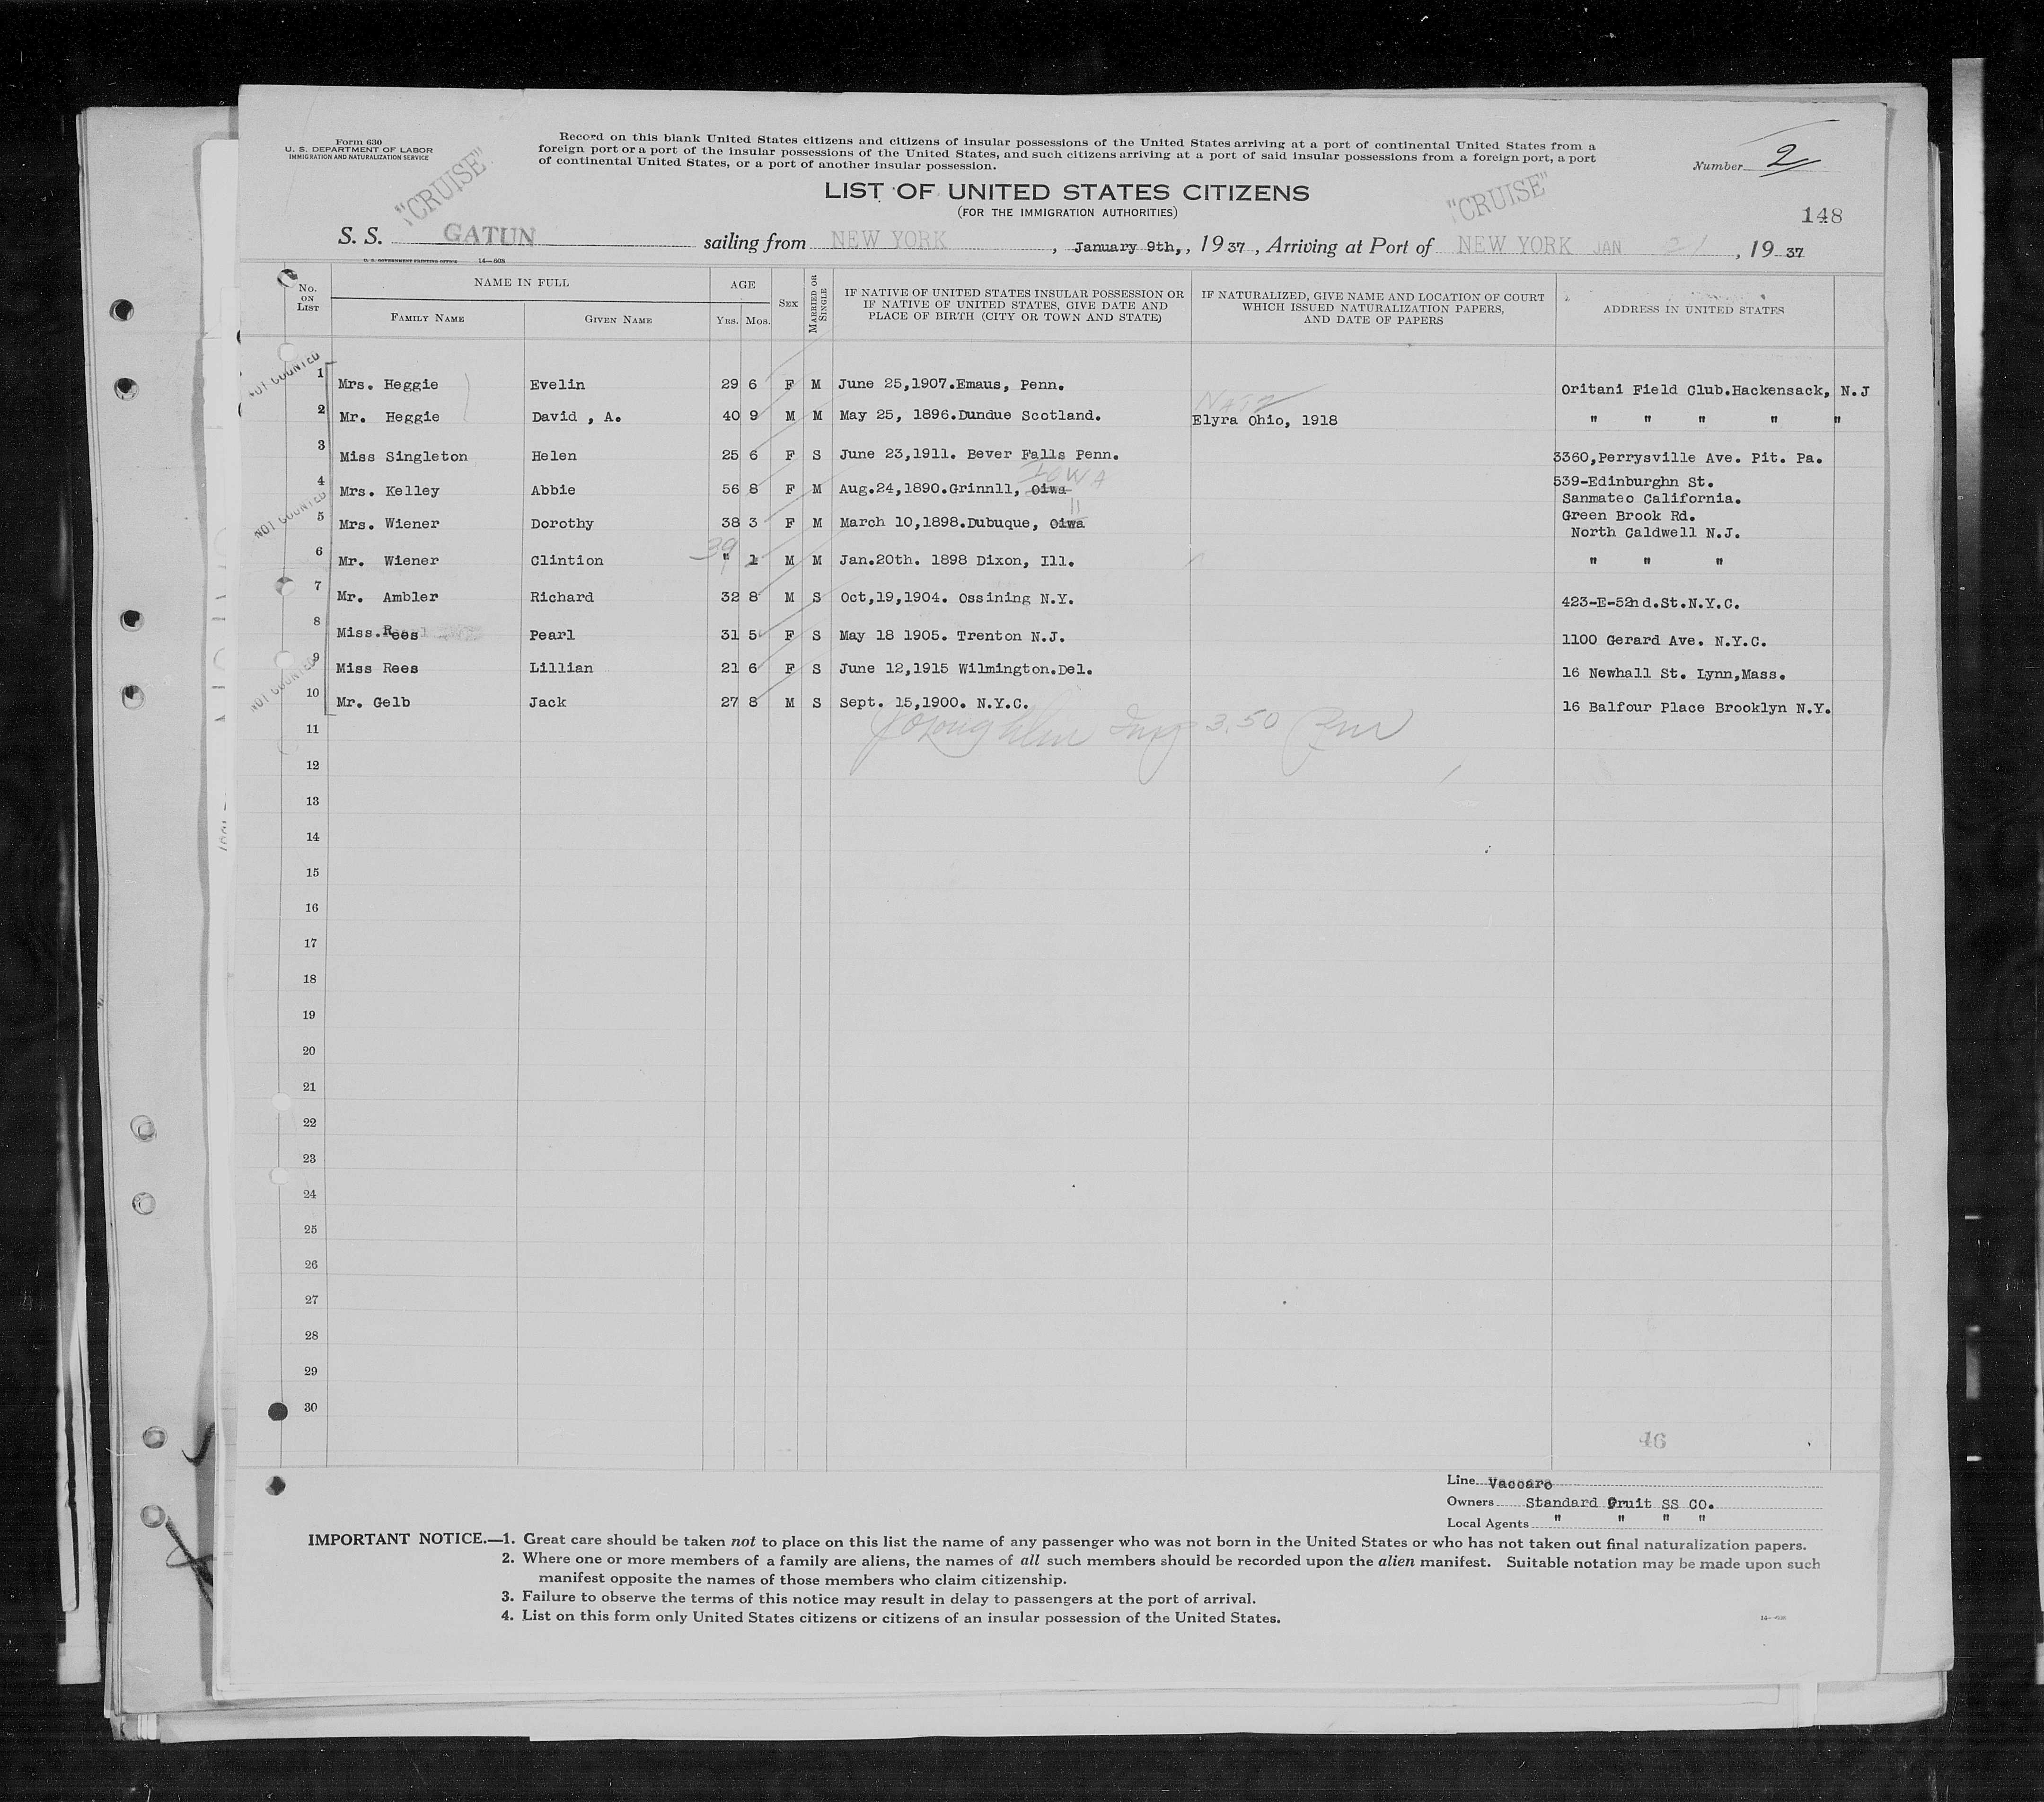 Form 630
U. S. DEPARTMENT OF LABOR
IMMIGRATION AND NATURALIZATION SERVICE
Record on this blank United States citizens and citizens of insular possessions of the United States arriving at a port of continental United States from a
foreign port or a port of the insular possessions of the United States, and such citizens arriving at a port of said insular possessions from a foreign port, a port
of continental United States, or a port of another insular possession.
Number 2
"CRUISE"
LIST OF UNITED STATES CITIZENS
"CRUISE"
(FOR THE IMMIGRATION AUTHORITIES)
148
S. S. GATUN sailing from NEW YORK, January 9th,, 1937, Arriving at Port of NEW YORK JAN 21, 1937
U. S. GOVERNMENT PRINTING OFFICE 14—608
No. ON LIST
NAME IN FULL
FAMILY NAME
GIVEN NAME
AGE
YRS. MOS.
SEX
MARRIED OR SINGLE
IF NATIVE OF UNITED STATES INSULAR POSSESSION OR
IF NATIVE OF UNITED STATES, GIVE DATE AND
PLACE OF BIRTH (CITY OR TOWN AND STATE)
IF NATURALIZED, GIVE NAME AND LOCATION OF COURT
WHICH ISSUED NATURALIZATION PAPERS,
AND DATE OF PAPERS
ADDRESS IN UNITED STATES
NOT COUNTED
1 Mrs. Heggie Evelin 29 6 F M June 25,1907.Emaus, Penn. Oritani Field Club.Hackensack, N.J
NATZ
2 Mr. Heggie David , A. 40 9 M M May 25, 1896.Dundue Scotland. Elyra Ohio, 1918 " " " " "
3 Miss Singleton Helen 25 6 F S June 23,1911. Bever Falls Penn. 3360,Perrysville Ave. Pit. Pa.
IOWA
4 Mrs. Kelley Abbie 56 8 F M Aug.24,1890.Grinnll, Oiwa 539-Edinburghn St.
Sanmateo California.
NOT COUNTED
"
5 Mrs. Wiener Dorothy 38 3 F M March 10,1898.Dubuque, Oiwa Green Brook Rd.
North Caldwell N.J.
39
6 Mr. Wiener Clintion " 1 M M Jan.20th. 1898 Dixon, Ill. " " "
7 Mr. Ambler Richard 32 8 M S Oct,19,1904. Ossining N.Y. 423-E-52nd.St.N.Y.C.
8 Miss.Rees Pearl 31 5 F S May 18 1905. Trenton N.J. 1100 Gerard Ave. N.Y.C.
NOT COUNTED
9 Miss Rees Lillian 21 6 F S June 12,1915 Wilmington.Del. 16 Newhall St. Lynn,Mass.
10 Mr. Gelb Jack 27 8 M S Sept. 15,1900. N.Y.C. 16 Balfour Place Brooklyn N.Y.
Insp 3.50 Pm
11
12
13
14
15
16
17
18
19
20
21
22
23
24
25
26
27
28
29
30
46
Line Vaccaro
Owners Standard Fruit SS CO.
Local Agents " " " "
IMPORTANT NOTICE.—1. Great care should be taken not to place on this list the name of any passenger who was not born in the United States or who has not taken out final naturalization papers.
2. Where one or more members of a family are aliens, the names of all such members should be recorded upon the alien manifest. Suitable notation may be made upon such
manifest opposite the names of those members who claim citizenship.
3. Failure to observe the terms of this notice may result in delay to passengers at the port of arrival.
4. List on this form only United States citizens or citizens of an insular possession of the United States.
14—608